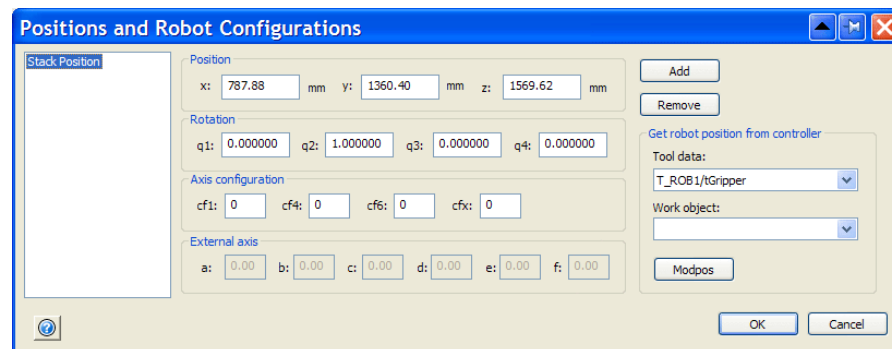 Positions and Robot Configurations
Stack Position
Position
x: 787.88 mm y: 1360.40 mm z: 1569.62 mm
Rotation
q1: 0.000000 q2: 1.000000 q3: 0.000000 q4: 0.000000
Axis configuration
cf1: 0 cf4: 0 cf6: 0 cfx: 0
External axis
a: 0.00 b: 0.00 c: 0.00 d: 0.00 e: 0.00 f: 0.00
Add
Remove
Get robot position from controller
Tool data:
T_ROB1/tGripper
Work object:
Modpos
?
OK Cancel